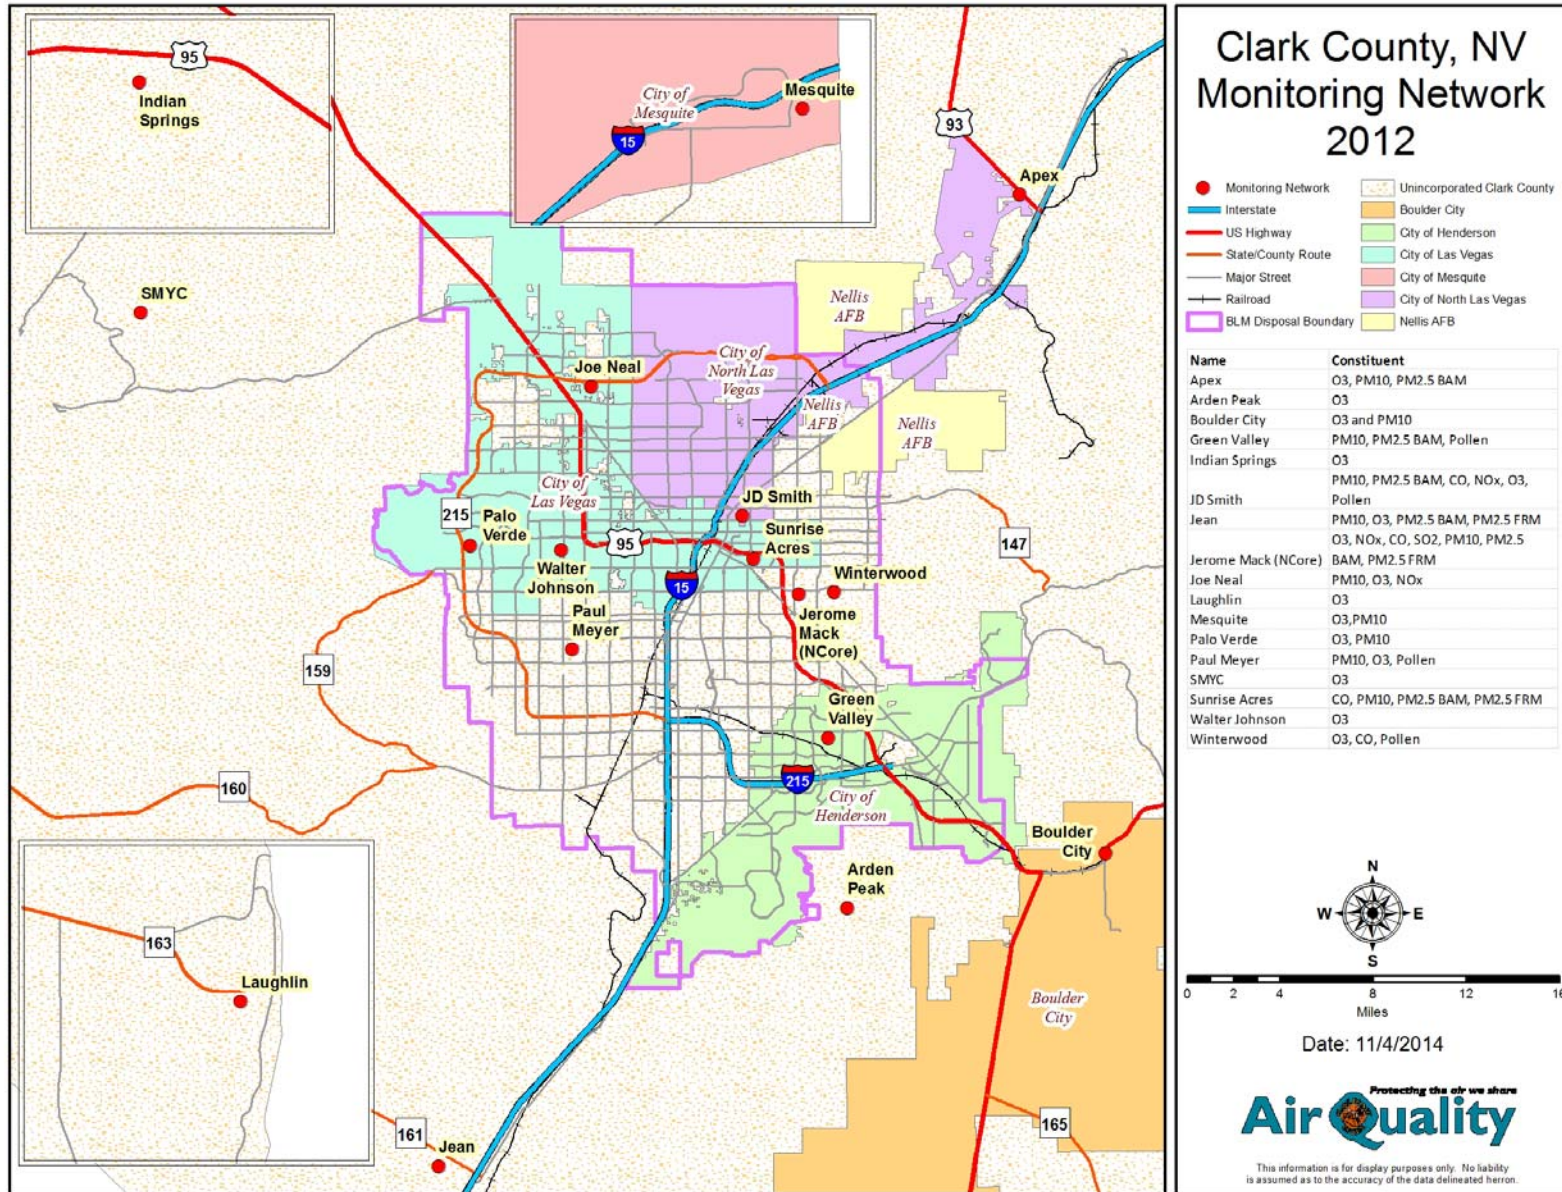 Clark County, NV
Monitoring Network
2012
Monitoring Network
Interstate
US Highway
State/County Route
Major Street
Railroad
BLM Disposal Boundary
Unincorporated Clark County
Boulder City
City of Henderson
City of Las Vegas
City of Mesquite
City of North Las Vegas
Nellis AFB
Name Constituent
Apex O3, PM10, PM2.5 BAM
Arden Peak O3
Boulder City O3 and PM10
Green Valley PM10, PM2.5 BAM, Pollen
Indian Springs O3
PM10, PM2.5 BAM, CO, NOx, O3,
JD Smith Pollen
Jean PM10, O3, PM2.5 BAM, PM2.5 FRM
O3, NOx, CO, SO2, PM10, PM2.5
Jerome Mack (NCore) BAM, PM2.5 FRM
Joe Neal PM10, O3, NOx
Laughlin O3
Mesquite O3,PM10
Palo Verde O3, PM10
Paul Meyer PM10, O3, Pollen
SMYC O3
Sunrise Acres CO, PM10, PM2.5 BAM, PM2.5 FRM
Walter Johnson O3
Winterwood O3, CO, Pollen
N
W E
S
0 2 4 8 12 16
Miles
Date: 11/4/2014
Protecting the air we share
Air Quality
This information is for display purposes only. No liability
is assumed as to the accuracy of the data delineated herron.
95
Indian
Springs
City of
Mesquite
Mesquite
15
93
Apex
SMYC
Nellis
AFB
Joe Neal
City of
North Las
Vegas
Nellis
AFB
Nellis
AFB
City of
Las Vegas
JD Smith
215
Palo
Verde
95
Sunrise
Acres
147
Walter
Johnson
15
Winterwood
Paul
Meyer
Jerome
Mack
(NCore)
159
Green
Valley
160
215
City of
Henderson
Boulder
City
Arden
Peak
163
Laughlin
Boulder
City
161
Jean
165